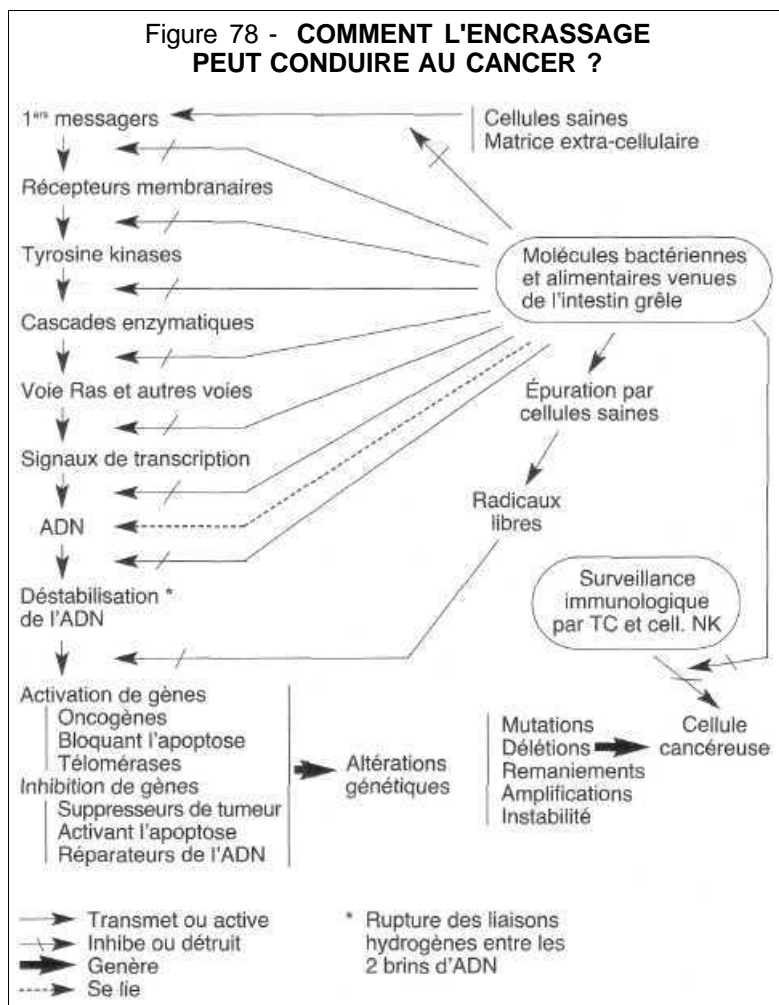 Figure 78 - COMMENT L'ENCRASSAGE
PEUT CONDUIRE AU CANCER ?
1ers messagers
Cellules saines
Matrice extra-cellulaire
Récepteurs membranaires
Tyrosine kinases
Molécules bactériennes
et alimentaires venues
de l'intestin grêle
Cascades enzymatiques
Voie Ras et autres voies
Épuration par
cellules saines
Signaux de transcription
Radicaux
libres
ADN
Déstabilisation *
de l'ADN
Surveillance
immunologique
par TC et cell. NK
Activation de gènes
Oncogènes
Bloquant l'apoptose
Télomérases
Inhibition de gènes
Suppresseurs de tumeur
Activant l'apoptose
Réparateurs de l'ADN
Altérations
génétiques
Mutations
Délétions
Remaniements
Amplifications
Instabilité
Cellule
cancéreuse
Transmet ou active
Inhibe ou détruit
Genère
Se lie
* Rupture des liaisons
hydrogènes entre les
2 brins d'ADN